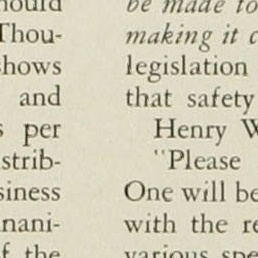 hould
Thou-
shows
and
s per
strib-
siness
nani-
f the
be made to
making it c
legislation
that safety
Henry W
"Please
One will be
with the re
various spe